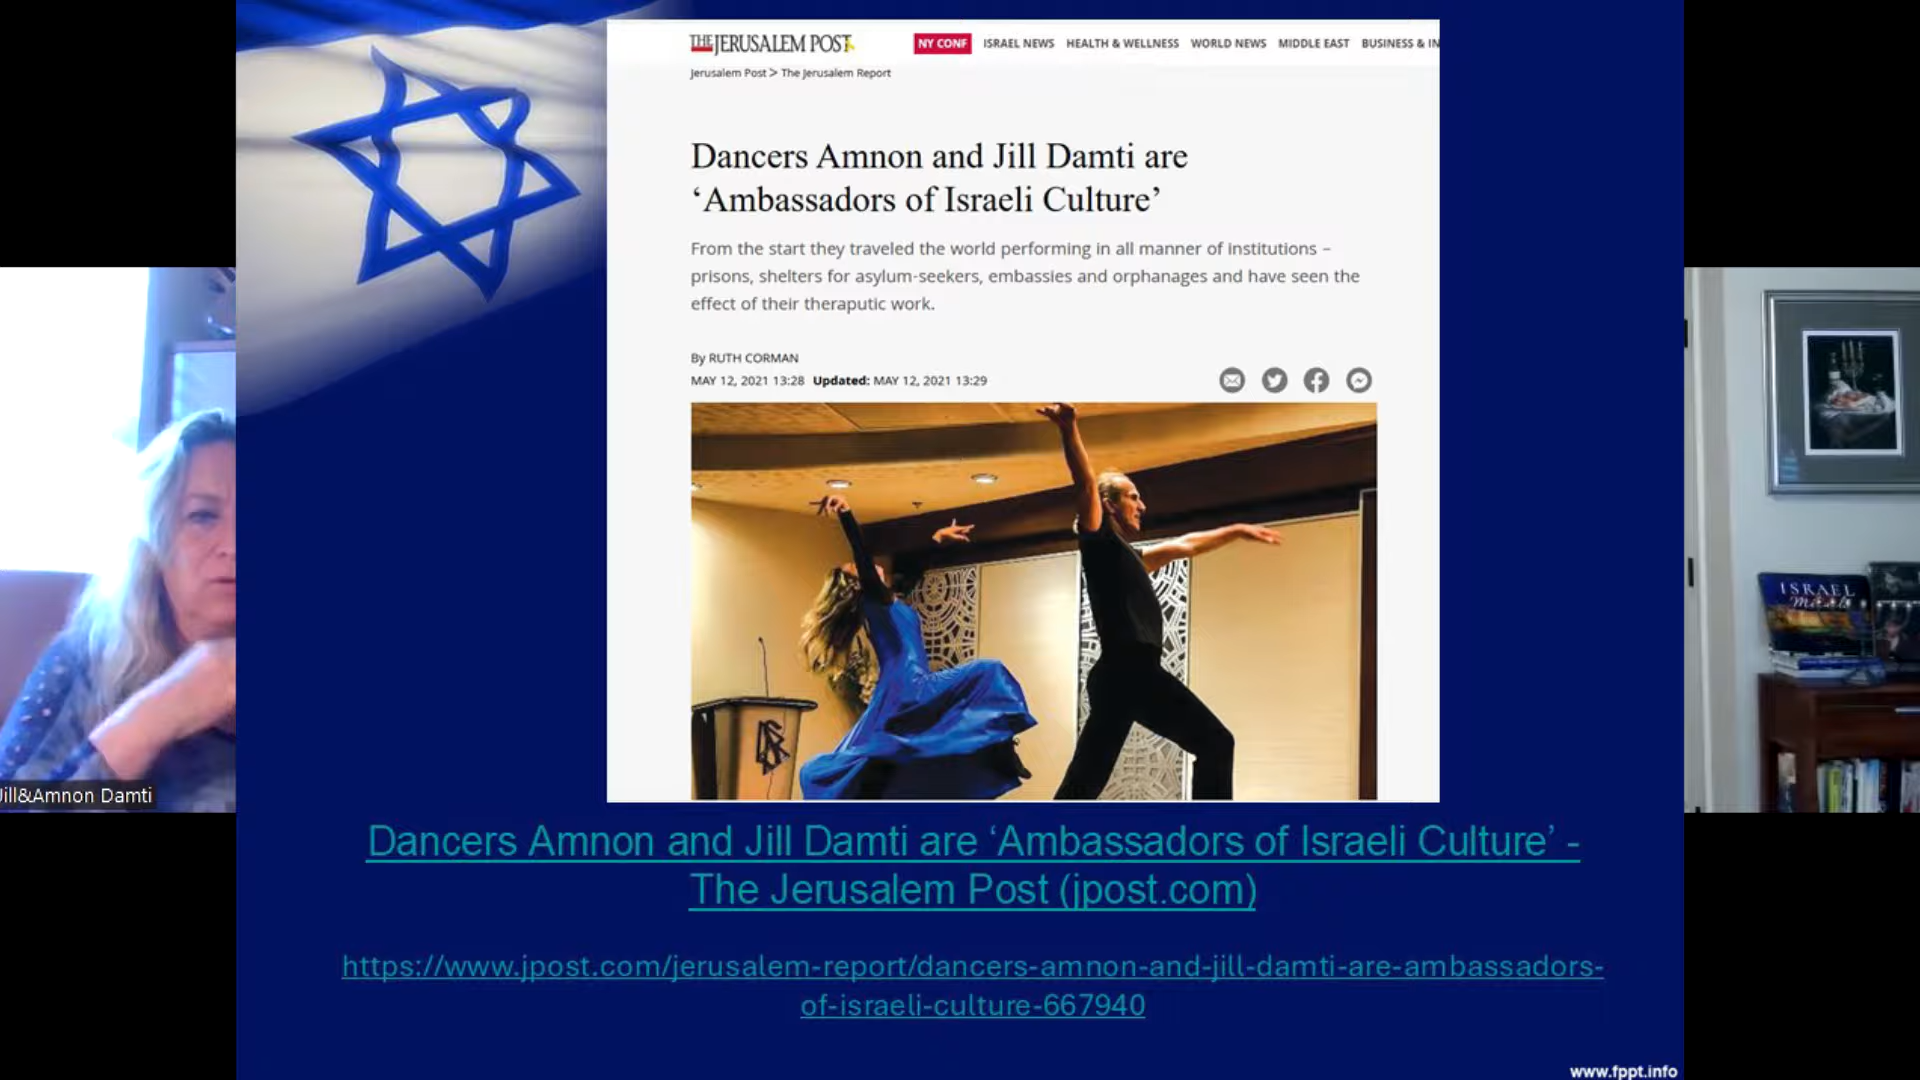 THE JERUSALEM POST
NY CONF ISRAEL NEWS HEALTH & WELLNESS WORLD NEWS MIDDLE EAST BUSINESS & IN
Jerusalem Post > The Jerusalem Report
Dancers Amnon and Jill Damti are
‘Ambassadors of Israeli Culture’
From the start they traveled the world performing in all manner of institutions –
prisons, shelters for asylum-seekers, embassies and orphanages and have seen the
effect of their theraputic work.
By RUTH CORMAN
MAY 12, 2021 13:28 Updated: MAY 12, 2021 13:29
ISRAEL
Jill&Amnon Damti
Dancers Amnon and Jill Damti are ‘Ambassadors of Israeli Culture’ -
The Jerusalem Post (jpost.com)
https://www.jpost.com/jerusalem-report/dancers-amnon-and-jill-damti-are-ambassadors-
of-israeli-culture-667940
www.fppt.info